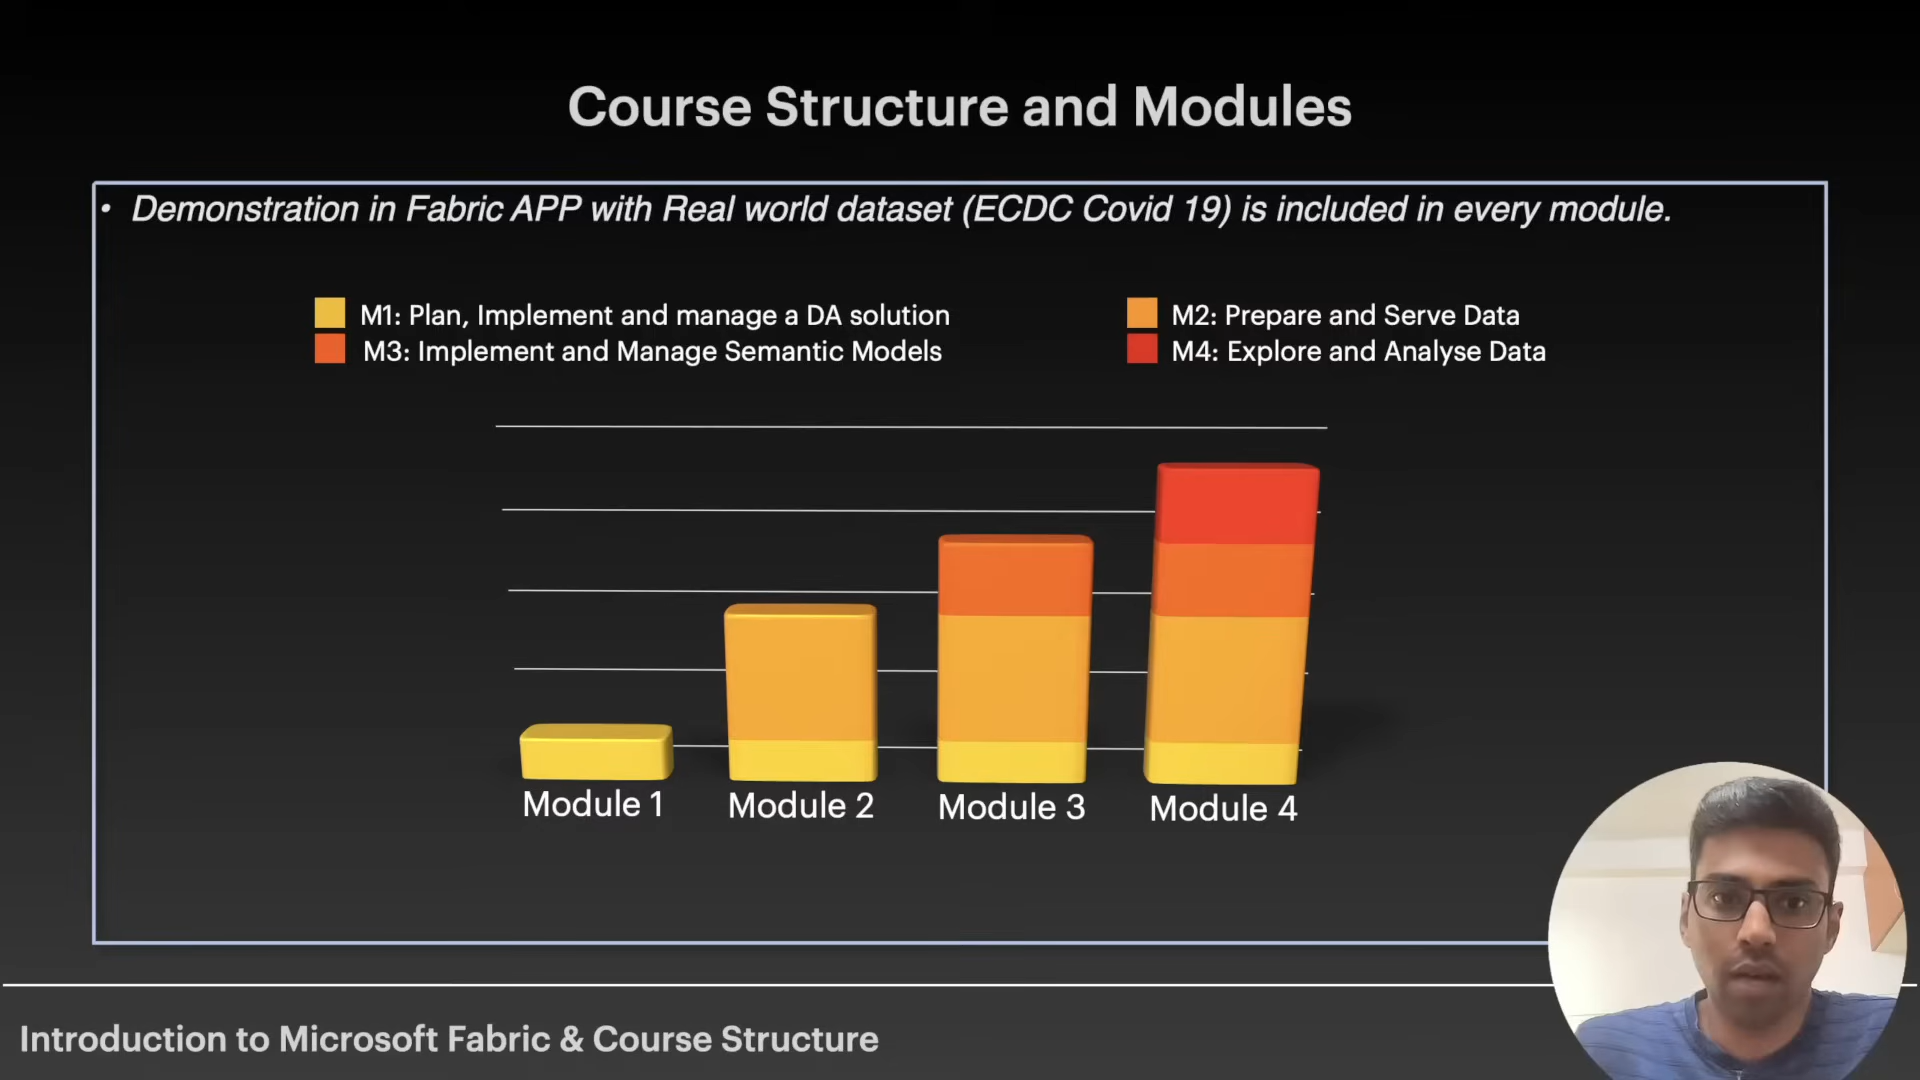 Course Structure and Modules
• Demonstration in Fabric APP with Real world dataset (ECDC Covid 19) is included in every module.
M1: Plan, Implement and manage a DA solution
M2: Prepare and Serve Data
M3: Implement and Manage Semantic Models
M4: Explore and Analyse Data
Module 1
Module 2
Module 3
Module 4
Introduction to Microsoft Fabric & Course Structure